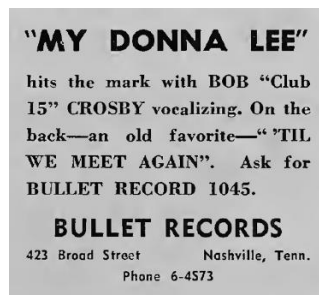 "MY DONNA LEE"
hits the mark with BOB "Club
15" CROSBY vocalizing. On the
back—an old favorite—" 'TIL
WE MEET AGAIN". Ask for
BULLET RECORD 1045.
BULLET RECORDS
423 Broad Street Nashville, Tenn.
Phone 6-4573